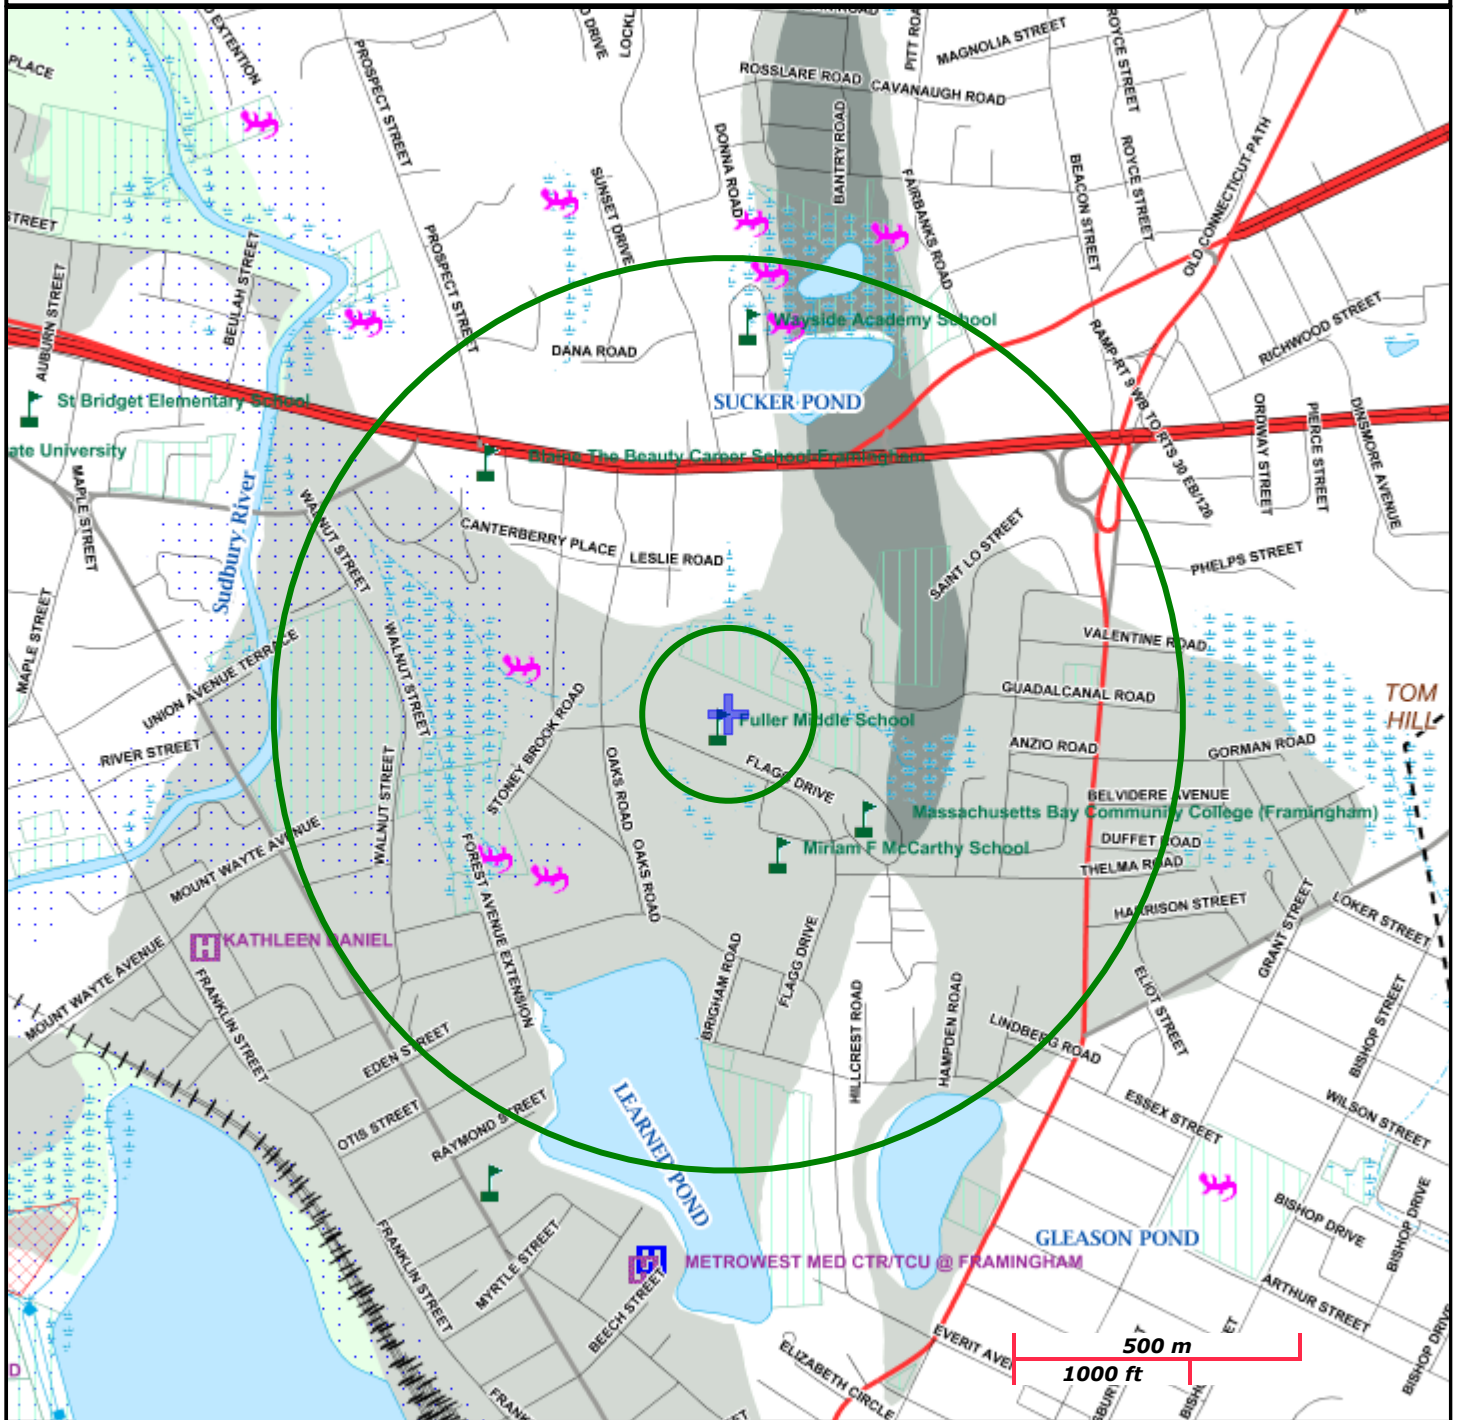 PLACE
EXTENTION
PROSPECT STREET
DRIVE
LOCKL
ROAD
PITT ROA
MAGNOLIA STREET
ROYCE STREET
ROSSLARE ROAD
CAVANAUGH ROAD
BANTRY ROAD
DONNA ROAD
SUNSET DRIVE
FAIRBANKS ROAD
BEACON STREET
ROYCE STREET
OLD CONNECTICUT PATH
STREET
AUBURN STREET
BEULAH STREET
PROSPECT STREET
DANA ROAD
Wayside Academy School
RAMP-RT 9 WB TO RTS 30 EB/126
RICHWOOD STREET
SUCKER POND
St Bridget Elementary School
ate University
Blaine The Beauty Career School-Framingham
ORDWAY STREET
PIERCE STREET
DINSMORE AVENUE
MAPLE STREET
Sudbury River
WALNUT STREET
CANTERBERRY PLACE
LESLIE ROAD
SAINT LO STREET
PHELPS STREET
MAPLE STREET
UNION AVENUE TERRACE
WALNUT STREET
VALENTINE ROAD
GUADALCANAL ROAD
TOM
HILL
Fuller Middle School
RIVER STREET
STONEY BROOK ROAD
OAKS ROAD
FLAGG DRIVE
ANZIO ROAD
GORMAN ROAD
WALNUT STREET
BELVIDERE AVENUE
Massachusetts Bay Community College (Framingham)
MOUNT WAYTE AVENUE
FOREST AVENUE EXTENSION
OAKS ROAD
Miriam F McCarthy School
DUFFET ROAD
THELMA ROAD
HARRISON STREET
GRANT STREET
LOKER STREET
KATHLEEN DANIEL
MOUNT WAYTE AVENUE
FRANKLIN STREET
BRIGHAM ROAD
FLAGG DRIVE
HILLCREST ROAD
HAMPDEN ROAD
LINDBERG ROAD
ELIOT STREET
BISHOP STREET
EDEN STREET
OTIS STREET
RAYMOND STREET
LEARNED POND
ESSEX STREET
WILSON STREET
BISHOP DRIVE
BISHOP DRIVE
GLEASON POND
FRANKLIN STREET
MYRTLE STREET
BEECH STREET
H
METROWEST MED CTR/TCU @ FRAMINGHAM
ARTHUR STREET
BISHOP DRIVE
EVERIT AVE
ELIZABETH CIRCLE
500 m
1000 ft
D
FRANK
ET
SBURY
BISH